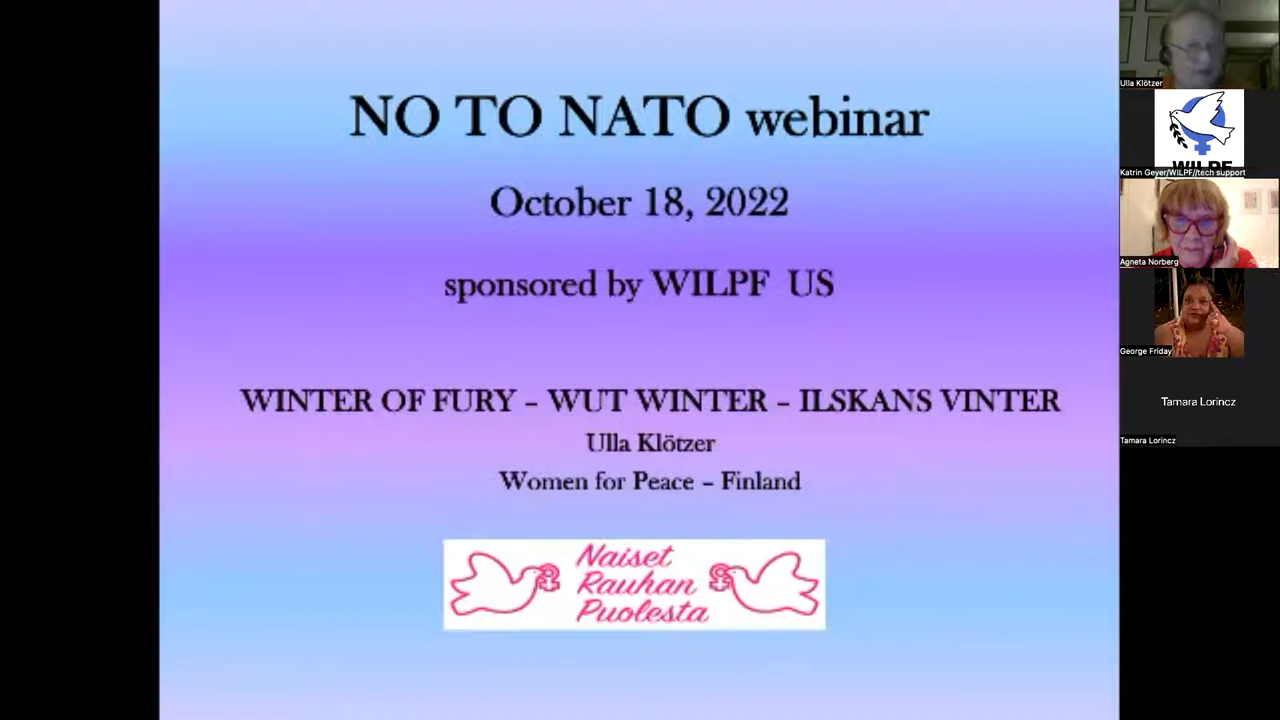 NO TO NATO webinar
October 18, 2022
sponsored by WILPF US
WINTER OF FURY – WUT WINTER – ILSKANS VINTER
Ulla Klötzer
Women for Peace – Finland
Naiset
Rauhan
Puolesta
Ulla Klötzer
WILPF
Katrin Geyer/WILPF//tech support
Agneta Norberg
George Friday
Tamara Lorincz
Tamara Lorincz